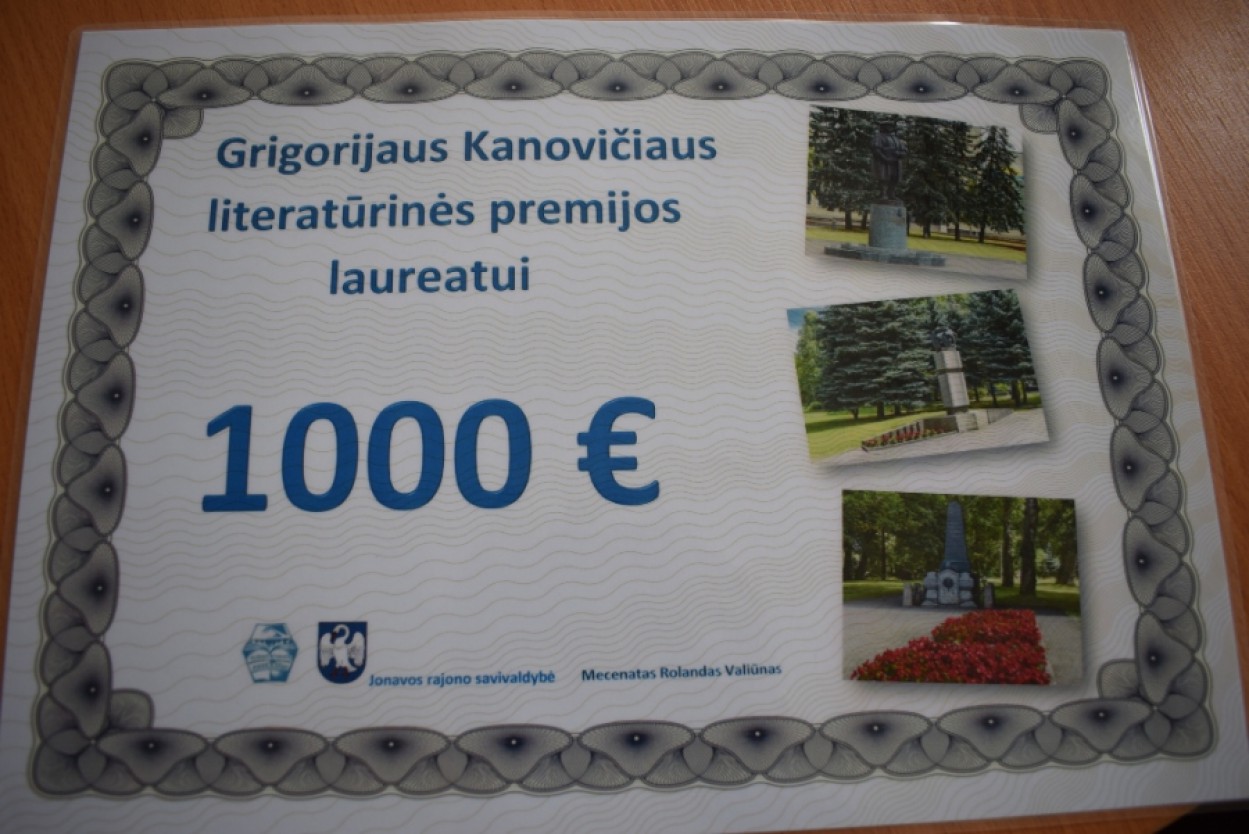 Grigorijaus Kanovičiaus
literatūrinės premijos
laureatui
1000 €
Jonavos rajono savivaldybė Mecenatas Rolandas Valiūnas